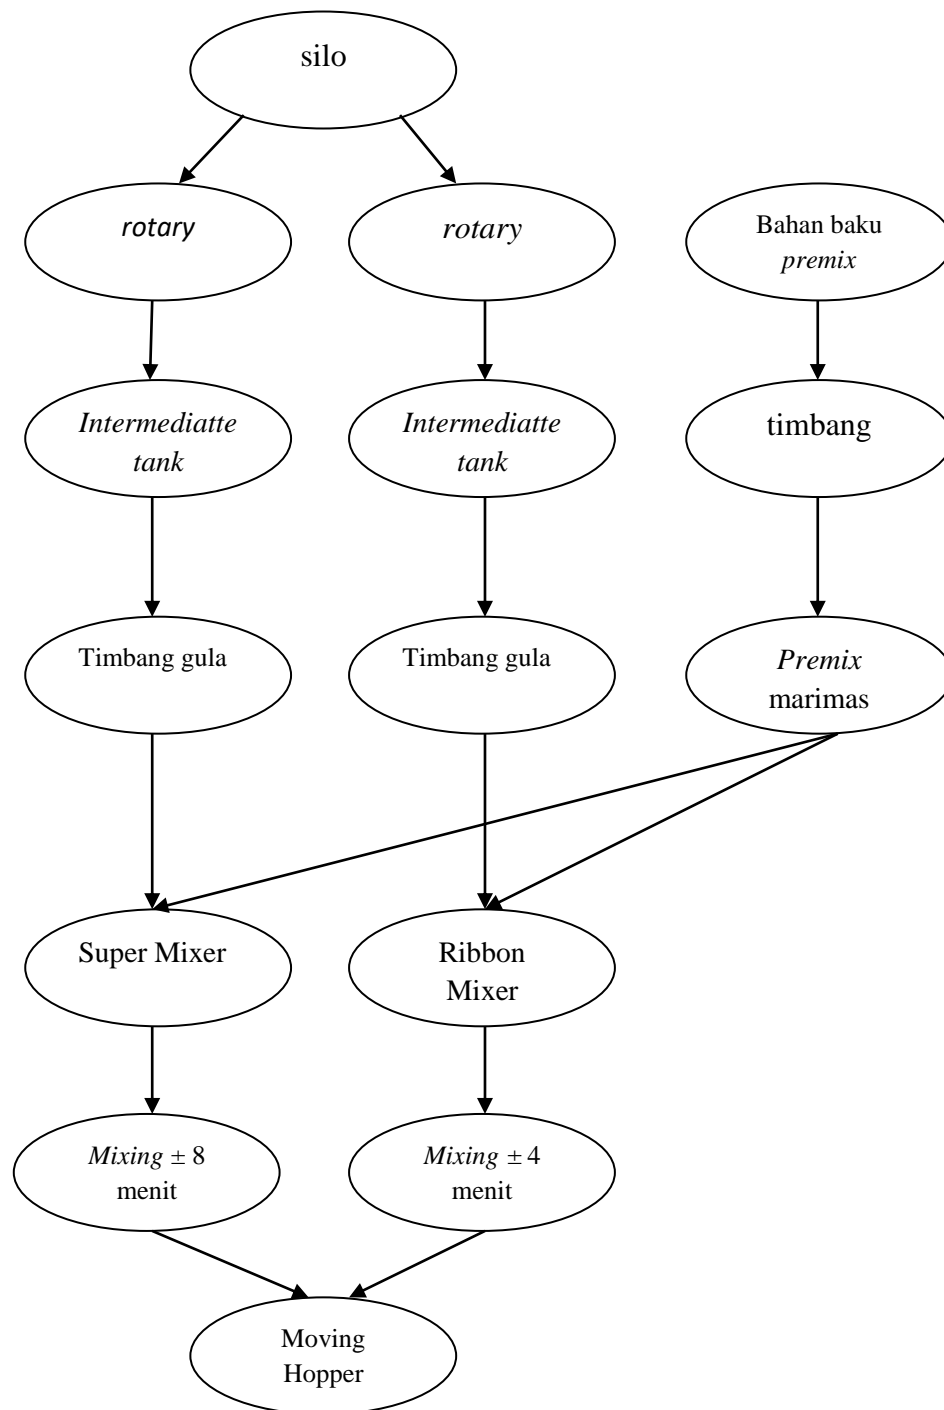 silo
rotary
rotary
Bahan baku
premix
Intermediatte
tank
Intermediatte
tank
timbang
Timbang gula
Timbang gula
Premix
marimas
Super Mixer
Ribbon
Mixer
Mixing ± 8
menit
Mixing ± 4
menit
Moving
Hopper